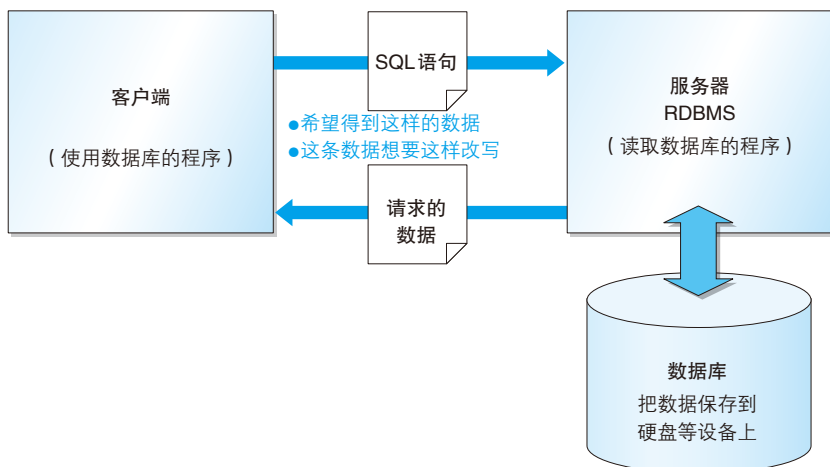 客户端
（使用数据库的程序）
SQL语句
●希望得到这样的数据
●这条数据想要这样改写
请求的
数据
服务器
RDBMS
（读取数据库的程序）
数据库
把数据保存到
硬盘等设备上